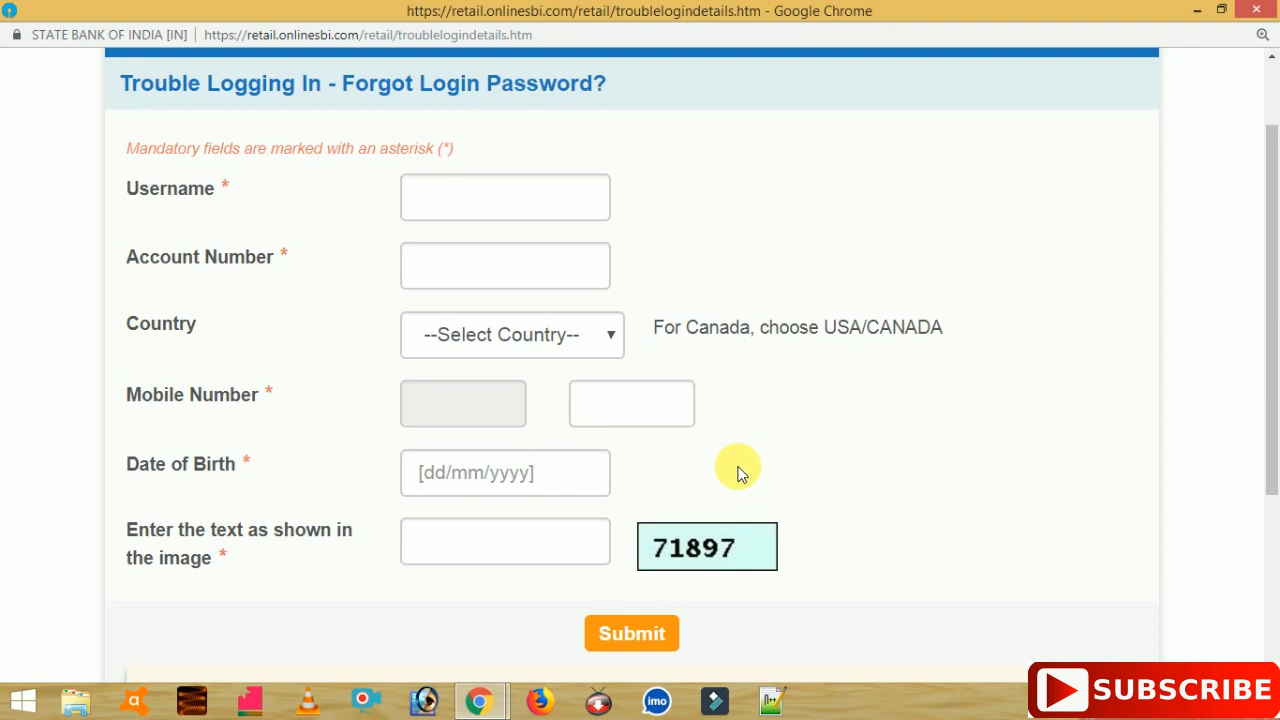 https://retail.onlinesbi.com/retail/troublelogindetails.htm - Google Chrome
STATE BANK OF INDIA [IN] https://retail.onlinesbi.com/retail/troublelogindetails.htm
Trouble Logging In - Forgot Login Password?
Mandatory fields are marked with an asterisk (*)
Username *
Account Number *
Country --Select Country-- For Canada, choose USA/CANADA
Mobile Number *
Date of Birth * [dd/mm/yyyy]
Enter the text as shown in
the image *
71897
Submit
imo
SUBSCRIBE